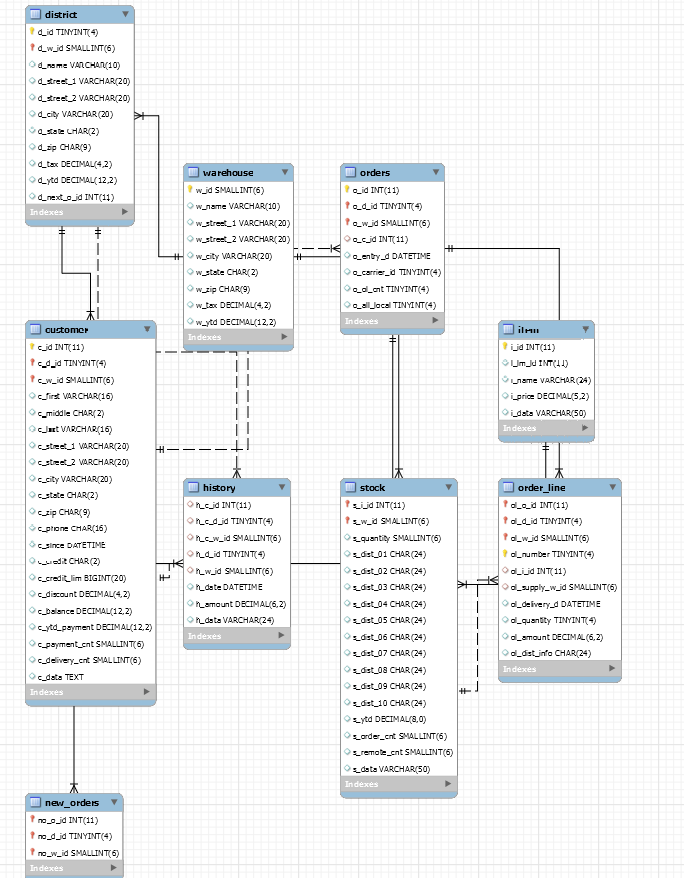 district
d_id TINYINT(4)
d_w_id SMALLINT(6)
d_name VARCHAR(10)
d_street_1 VARCHAR(20)
d_street_2 VARCHAR(20)
d_city VARCHAR(20)
d_state CHAR(2)
d_zip CHAR(9)
d_tax DECIMAL(4,2)
d_ytd DECIMAL(12,2)
d_next_o_id INT(11)
Indexes
warehouse
w_id SMALLINT(6)
w_name VARCHAR(10)
w_street_1 VARCHAR(20)
w_street_2 VARCHAR(20)
w_city VARCHAR(20)
w_state CHAR(2)
w_zip CHAR(9)
w_tax DECIMAL(4,2)
w_ytd DECIMAL(12,2)
Indexes
orders
o_id INT(11)
o_d_id TINYINT(4)
o_w_id SMALLINT(6)
o_c_id INT(11)
o_entry_d DATETIME
o_carrier_id TINYINT(4)
o_ol_cnt TINYINT(4)
o_all_local TINYINT(4)
Indexes
customer
c_id INT(11)
c_d_id TINYINT(4)
c_w_id SMALLINT(6)
c_first VARCHAR(16)
c_middle CHAR(2)
c_last VARCHAR(16)
c_street_1 VARCHAR(20)
c_street_2 VARCHAR(20)
c_city VARCHAR(20)
c_state CHAR(2)
c_zip CHAR(9)
c_phone CHAR(16)
c_since DATETIME
c_credit CHAR(2)
c_credit_lim BIGINT(20)
c_discount DECIMAL(4,2)
c_balance DECIMAL(12,2)
c_ytd_payment DECIMAL(12,2)
c_payment_cnt SMALLINT(6)
c_delivery_cnt SMALLINT(6)
c_data TEXT
Indexes
item
i_id INT(11)
i_im_id INT(11)
i_name VARCHAR(24)
i_price DECIMAL(5,2)
i_data VARCHAR(50)
Indexes
history
h_c_id INT(11)
h_c_d_id TINYINT(4)
h_c_w_id SMALLINT(6)
h_d_id TINYINT(4)
h_w_id SMALLINT(6)
h_date DATETIME
h_amount DECIMAL(6,2)
h_data VARCHAR(24)
Indexes
stock
s_i_id INT(11)
s_w_id SMALLINT(6)
s_quantity SMALLINT(6)
s_dist_01 CHAR(24)
s_dist_02 CHAR(24)
s_dist_03 CHAR(24)
s_dist_04 CHAR(24)
s_dist_05 CHAR(24)
s_dist_06 CHAR(24)
s_dist_07 CHAR(24)
s_dist_08 CHAR(24)
s_dist_09 CHAR(24)
s_dist_10 CHAR(24)
s_ytd DECIMAL(8,0)
s_order_cnt SMALLINT(6)
s_remote_cnt SMALLINT(6)
s_data VARCHAR(50)
Indexes
order_line
ol_o_id INT(11)
ol_d_id TINYINT(4)
ol_w_id SMALLINT(6)
ol_number TINYINT(4)
ol_i_id INT(11)
ol_supply_w_id SMALLINT(6)
ol_delivery_d DATETIME
ol_quantity TINYINT(4)
ol_amount DECIMAL(6,2)
ol_dist_info CHAR(24)
Indexes
new_orders
no_o_id INT(11)
no_d_id TINYINT(4)
no_w_id SMALLINT(6)
Indexes